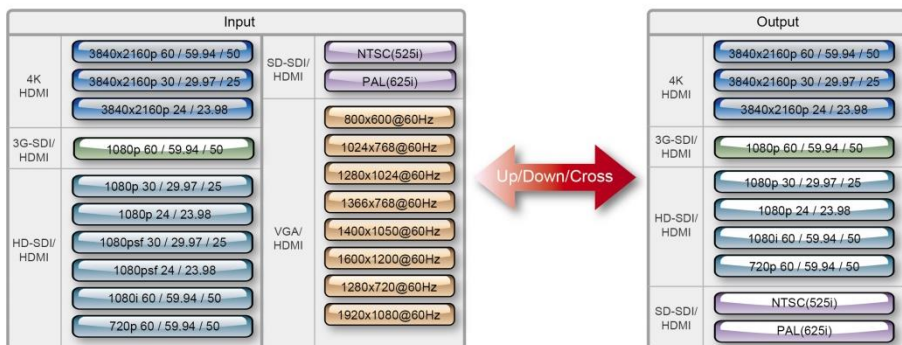 Input
4K
HDMI
3840x2160p 60 / 59.94 / 50
3840x2160p 30 / 29.97 / 25
3840x2160p 24 / 23.98
3G-SDI/
HDMI
1080p 60 / 59.94 / 50
HD-SDI/
HDMI
1080p 30 / 29.97 / 25
1080p 24 / 23.98
1080psf 30 / 29.97 / 25
1080psf 24 / 23.98
1080i 60 / 59.94 / 50
720p 60 / 59.94 / 50
SD-SDI/
HDMI
NTSC(525i)
PAL(625i)
VGA/
HDMI
800x600@60Hz
1024x768@60Hz
1280x1024@60Hz
1366x768@60Hz
1400x1050@60Hz
1600x1200@60Hz
1280x720@60Hz
1920x1080@60Hz
Up/Down/Cross
Output
4K
HDMI
3840x2160p 60 / 59.94 / 50
3840x2160p 30 / 29.97 / 25
3840x2160p 24 / 23.98
3G-SDI/
HDMI
1080p 60 / 59.94 / 50
HD-SDI/
HDMI
1080p 30 / 29.97 / 25
1080p 24 / 23.98
1080i 60 / 59.94 / 50
720p 60 / 59.94 / 50
SD-SDI/
HDMI
NTSC(525i)
PAL(625i)